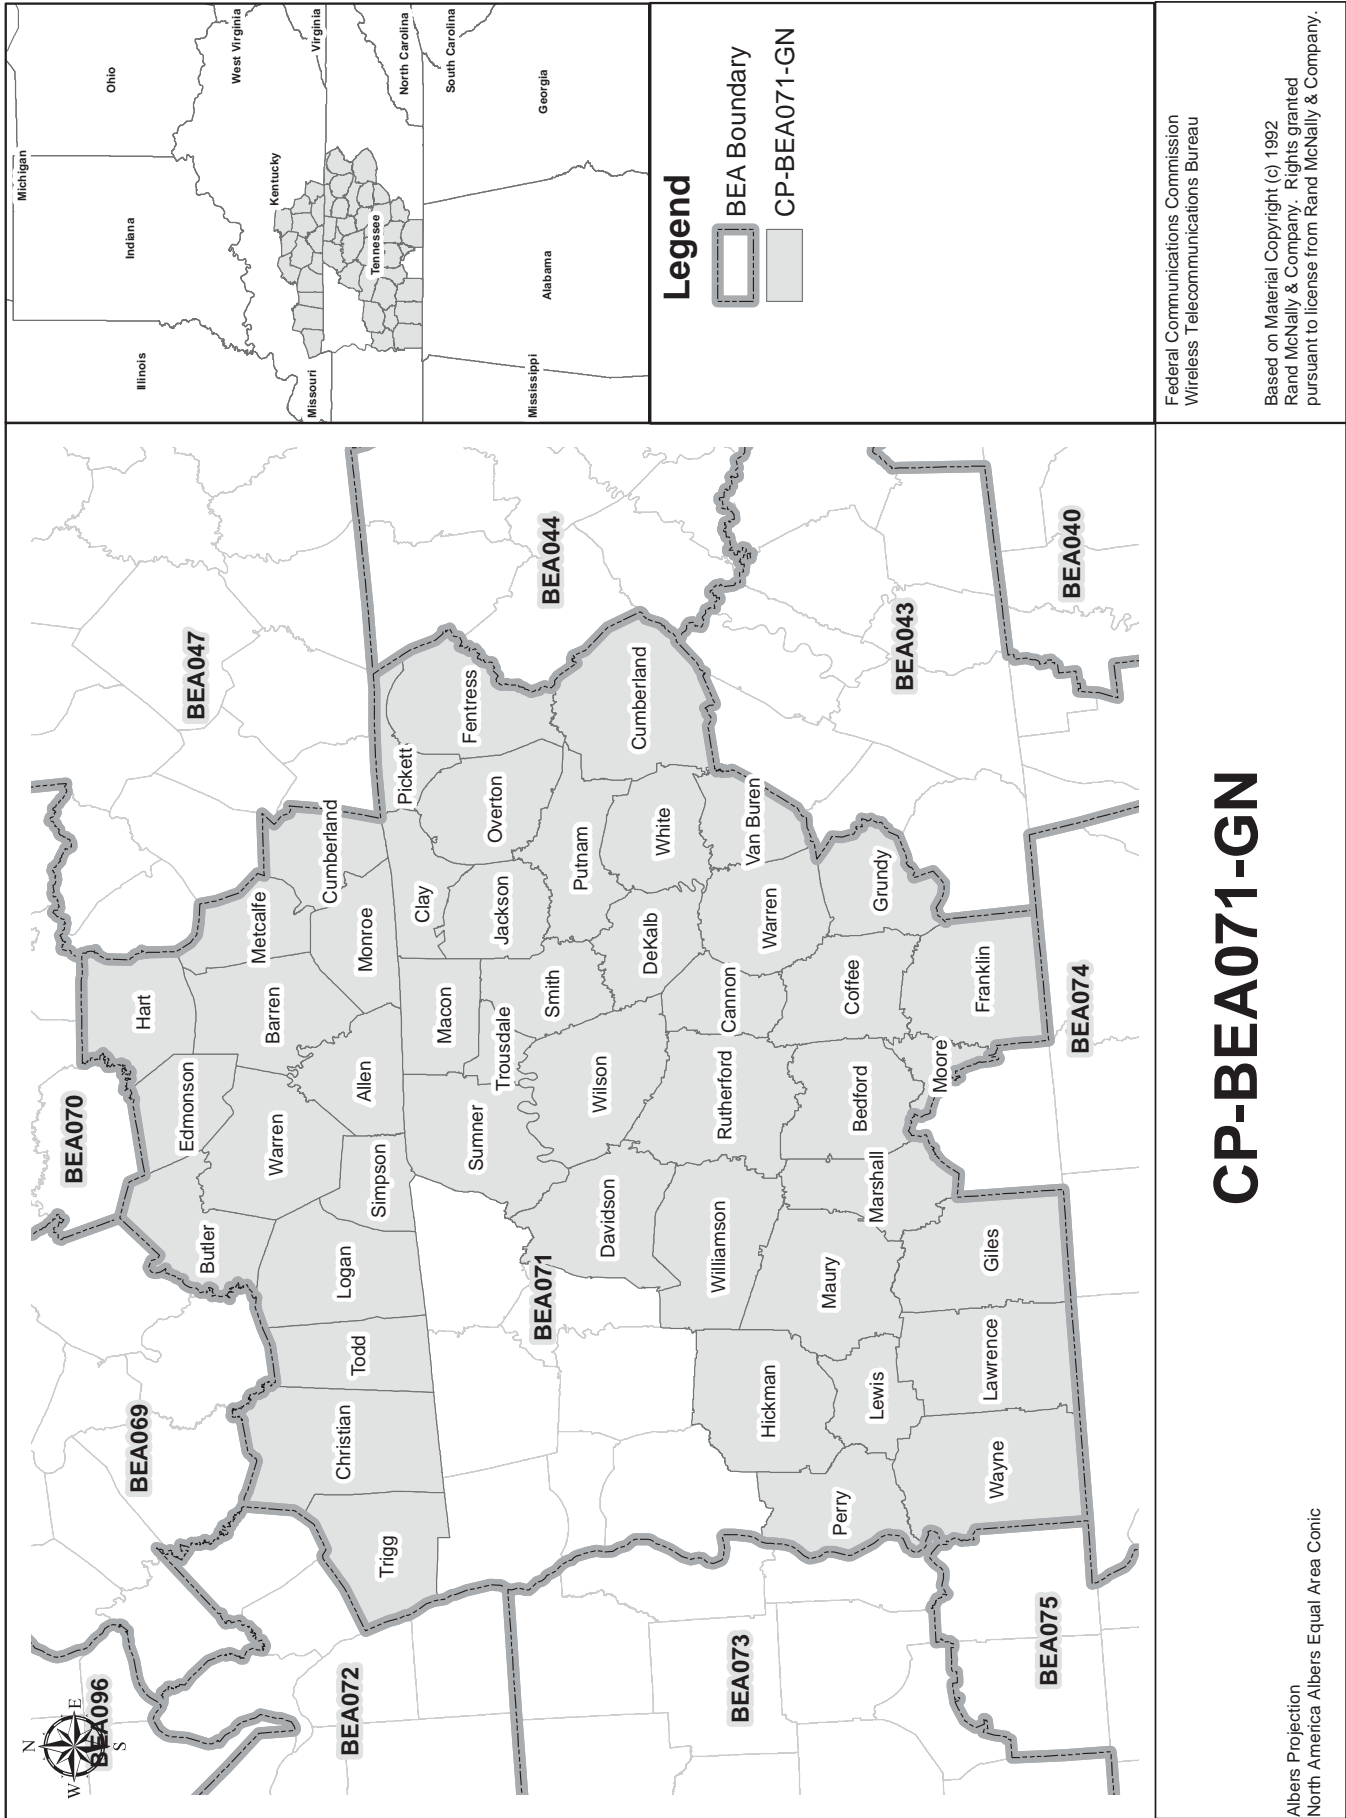 Michigan
Ohio
Indiana
Illinois
West Virginia
Virginia
Kentucky
Missouri
Tennessee
North Carolina
South Carolina
Georgia
Alabama
Mississippi
Legend
BEA Boundary
CP-BEA071-GN
Federal Communications Commission
Wireless Telecommunications Bureau
Based on Material Copyright (c) 1992
Rand McNally & Company. Rights granted
pursuant to license from Rand McNally & Company.
N
W
E
S
BEA096
BEA070
BEA047
BEA069
BEA072
BEA044
BEA071
BEA073
BEA043
BEA075
BEA074
BEA040
Hart
Edmonson
Butler
Metcalfe
Barren
Warren
Cumberland
Monroe
Allen
Simpson
Logan
Todd
Christian
Trigg
Pickett
Clay
Macon
Fentress
Overton
Jackson
Trousdale
Sumner
Smith
Putnam
Cumberland
Wilson
Davidson
DeKalb
White
Cannon
Rutherford
Williamson
Van Buren
Warren
Hickman
Maury
Perry
Lewis
Marshall
Bedford
Coffee
Grundy
Moore
Franklin
Giles
Lawrence
Wayne
CP-BEA071-GN
Albers Projection
North America Albers Equal Area Conic